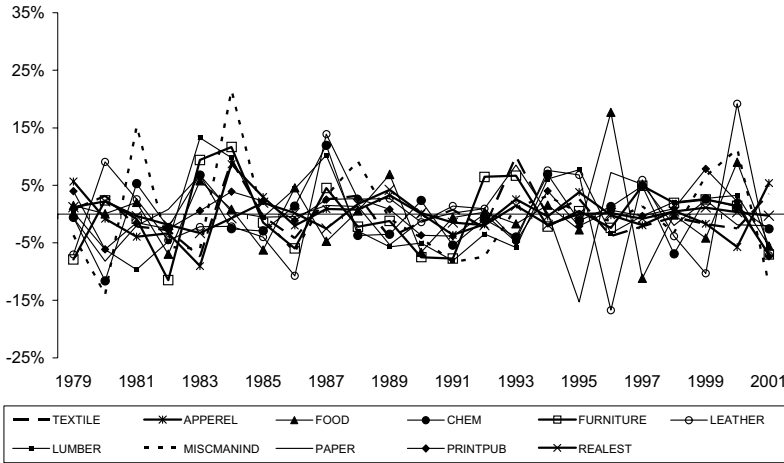 35%
25%
15%
5%
-5%
-15%
-25%
1979 1981 1983 1985 1987 1989 1991 1993 1995 1997 1999 2001
TEXTILE APPEREL FOOD CHEM FURNITURE LEATHER
LUMBER MISCMANIND PAPER PRINTPUB REALEST